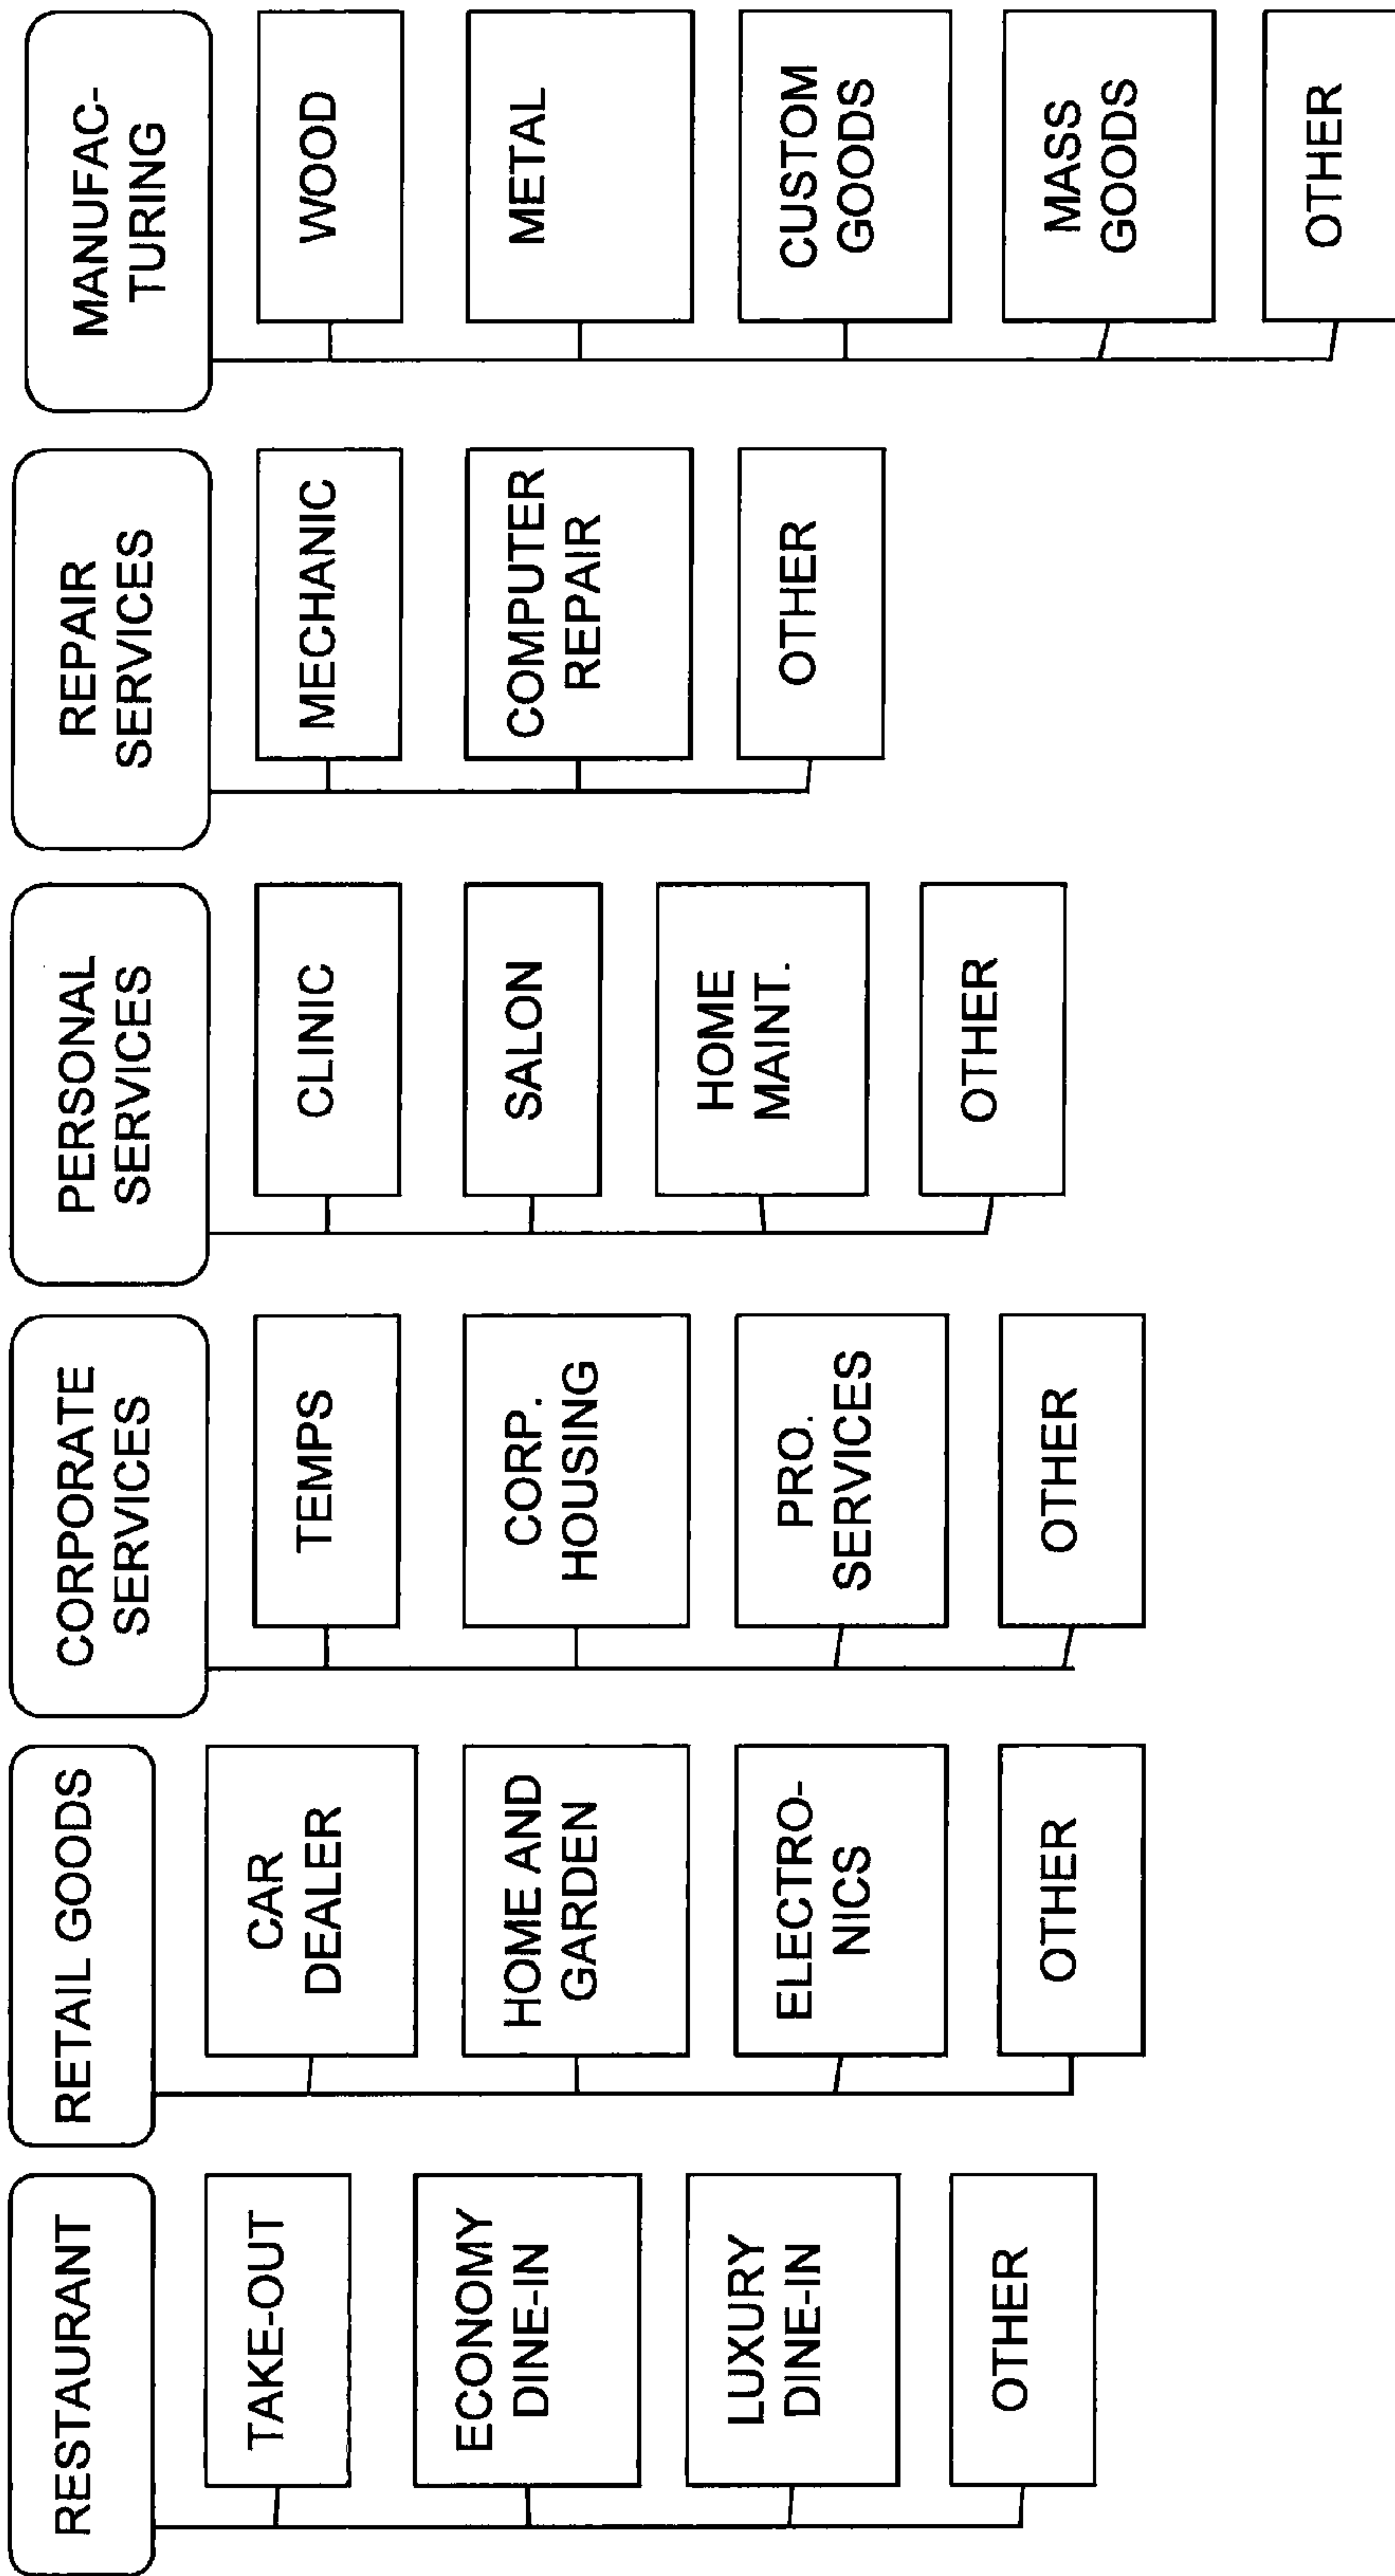 RESTAURANT
TAKE-OUT
ECONOMY
DINE-IN
LUXURY
DINE-IN
OTHER
RETAIL GOODS
CAR
DEALER
HOME AND
GARDEN
ELECTRO-
NICS
OTHER
CORPORATE
SERVICES
TEMPS
CORP.
HOUSING
PRO.
SERVICES
OTHER
PERSONAL
SERVICES
CLINIC
SALON
HOME
MAINT.
OTHER
REPAIR
SERVICES
MECHANIC
COMPUTER
REPAIR
OTHER
MANUFAC-
TURING
WOOD
METAL
CUSTOM
GOODS
MASS
GOODS
OTHER